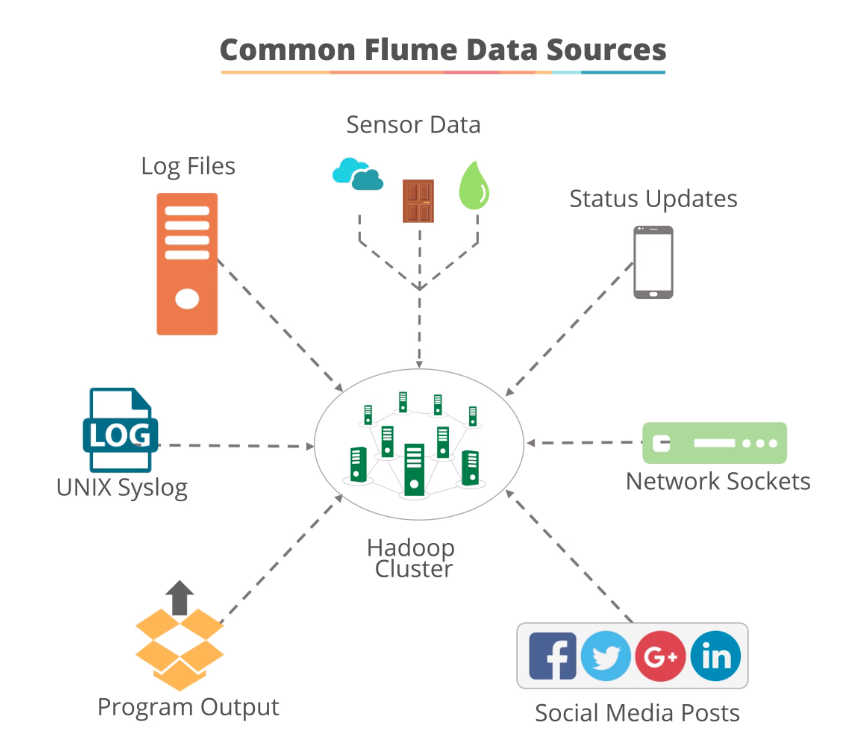 Common Flume Data Sources
Sensor Data
Log Files
Status Updates
LOG
UNIX Syslog
Network Sockets
Hadoop
Cluster
f
G+
in
Program Output
Social Media Posts